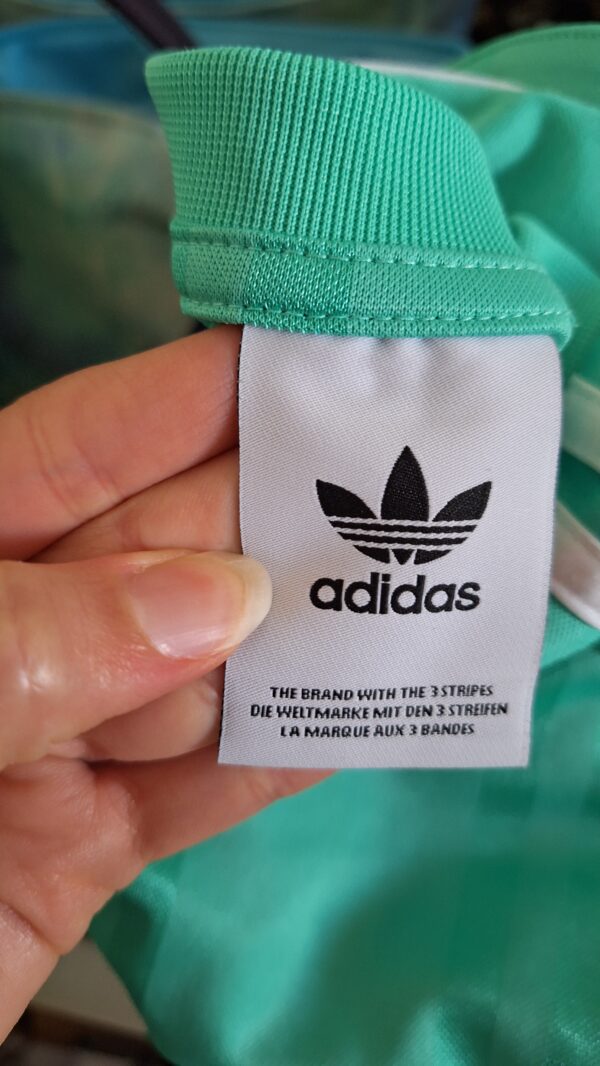 adidas
THE BRAND WITH THE 3 STRIPES
DIE WELTMARKE MIT DEN 3 STREIFEN
LA MARQUE AUX 3 BANDES